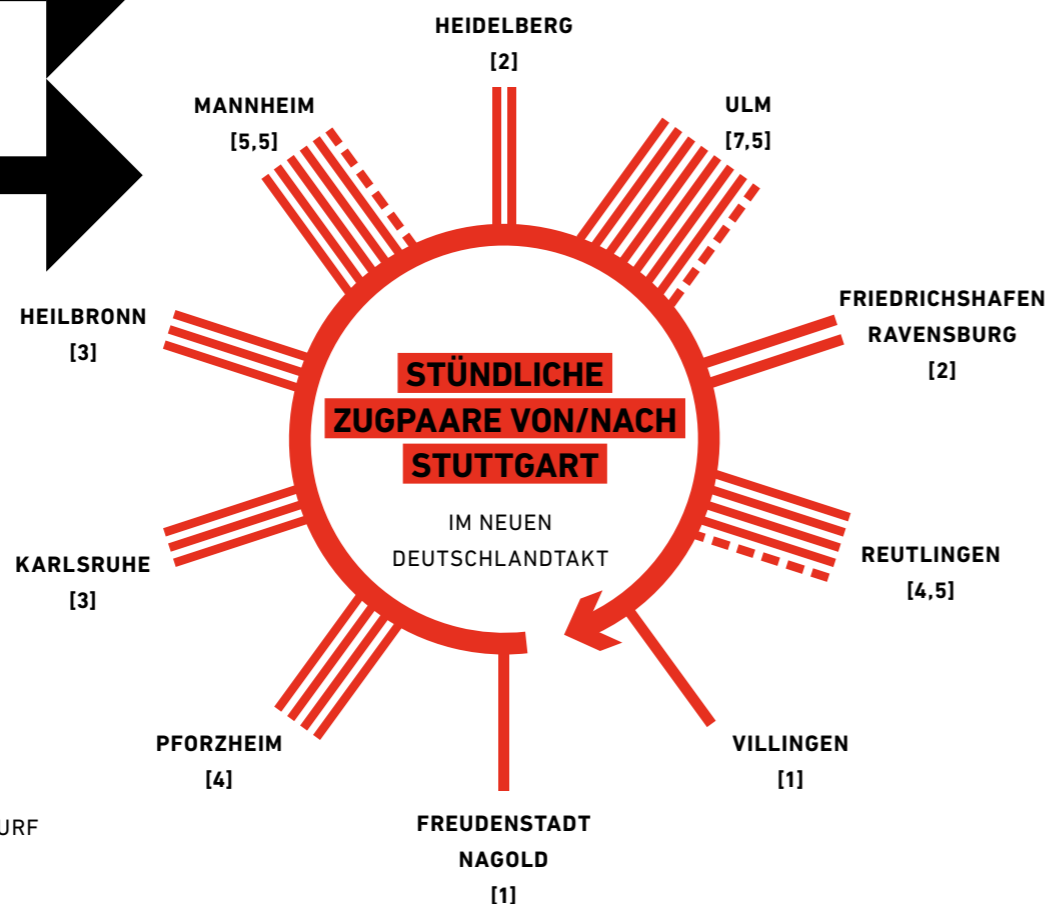 HEIDELBERG
[2]
MANNHEIM
[5,5]
ULM
[7,5]
HEILBRONN
[3]
FRIEDRICHSHAFEN
RAVENSBURG
[2]
STÜNDLICHE
ZUGPAARE VON/NACH
STUTTGART
IM NEUEN
DEUTSCHLANDTAKT
KARLSRUHE
[3]
REUTLINGEN
[4,5]
PFORZHEIM
[4]
VILLINGEN
[1]
FREUDENSTADT
NAGOLD
[1]
URF